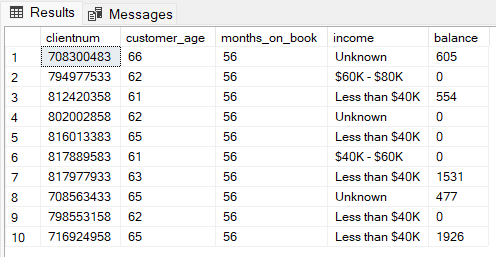 Results Messages
clientnum customer_age months_on_book income balance
1 708300483 66 56 Unknown 605
2 794977533 62 56 $60K - $80K 0
3 812420358 61 56 Less than $40K 554
4 802002858 62 56 Unknown 0
5 816013383 65 56 Less than $40K 0
6 817889583 61 56 $40K - $60K 0
7 817977933 63 56 Less than $40K 1531
8 708563433 65 56 Unknown 477
9 798553158 62 56 Less than $40K 0
10 716924958 65 56 Less than $40K 1926